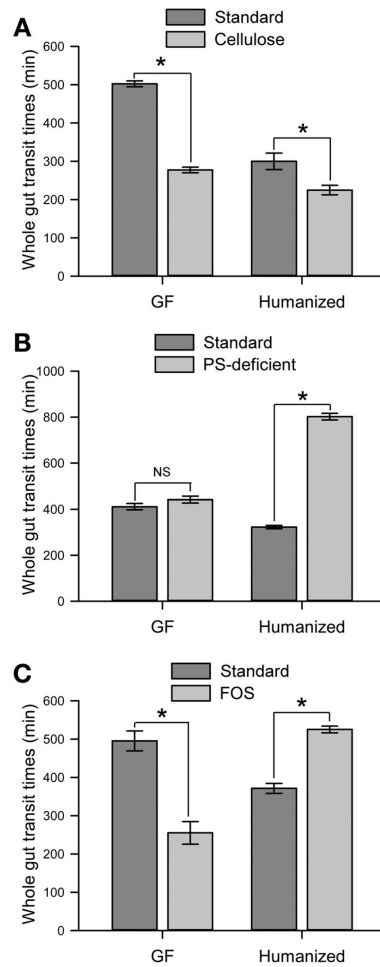 A
Standard
Cellulose
Whole gut transit times (min)
600
500
400
300
200
100
0
*
*
GF
Humanized
B
Standard
PS-deficient
Whole gut transit times (min)
1000
800
600
400
200
0
NS
*
GF
Humanized
C
Standard
FOS
Whole gut transit times (min)
600
500
400
300
200
100
0
*
*
GF
Humanized